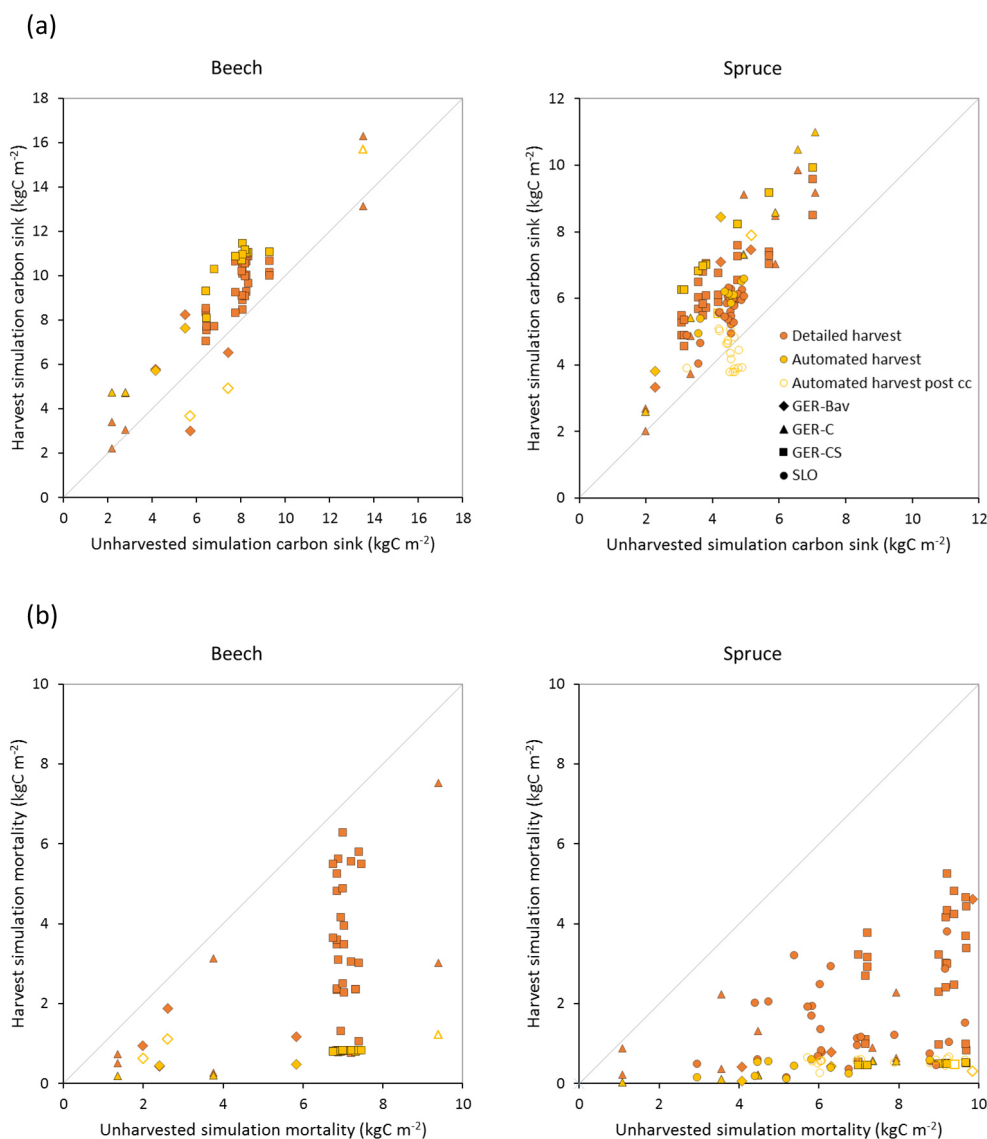 (a)
Beech
Spruce
18
16
14
12
10
8
6
4
2
0
0 2 4 6 8 10 12 14 16 18
Harvest simulation carbon sink (kgC m⁻²)
Unharvested simulation carbon sink (kgC m⁻²)
12
10
8
6
4
2
0
0 2 4 6 8 10 12
Harvest simulation carbon sink (kgC m⁻²)
Unharvested simulation carbon sink (kgC m⁻²)
Detailed harvest
Automated harvest
Automated harvest post cc
GER-Bav
GER-C
GER-CS
SLO
(b)
Beech
Spruce
10
8
6
4
2
0
0 2 4 6 8 10
Harvest simulation mortality (kgC m⁻²)
Unharvested simulation mortality (kgC m⁻²)
10
8
6
4
2
0
0 2 4 6 8 10
Harvest simulation mortality (kgC m⁻²)
Unharvested simulation mortality (kgC m⁻²)